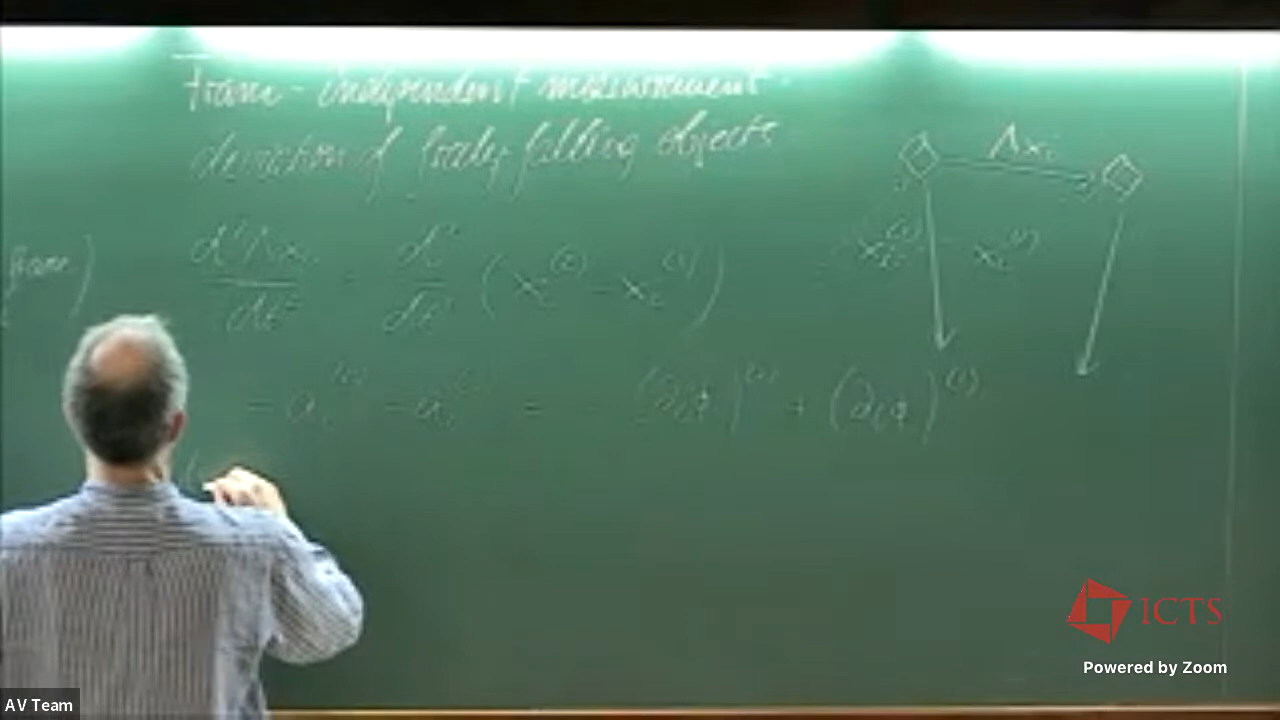 Frame-independent measurement
deviation of freely falling objects
Δxᵢ
d²Δxᵢ/dt² = d²/dt² (xᵢ⁽²⁾ - xᵢ⁽¹⁾)
xᵢ⁽¹⁾ xᵢ⁽²⁾
= aᵢ⁽²⁾ - aᵢ⁽¹⁾ = - (∂ᵢφ)⁽²⁾ + (∂ᵢφ)⁽¹⁾
ICTS
Powered by Zoom
AV Team